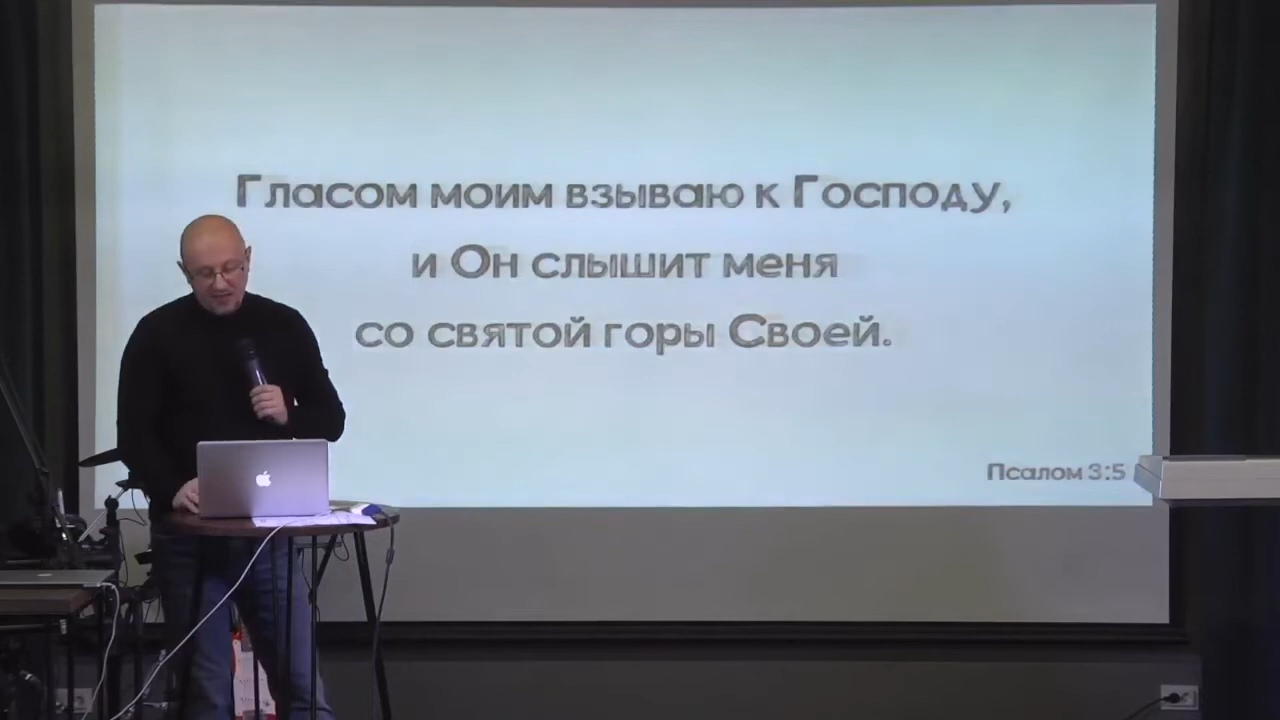 Гласом моим взываю к Господу,
и Он слышит меня
со святой горы Своей.
Псалом 3:5